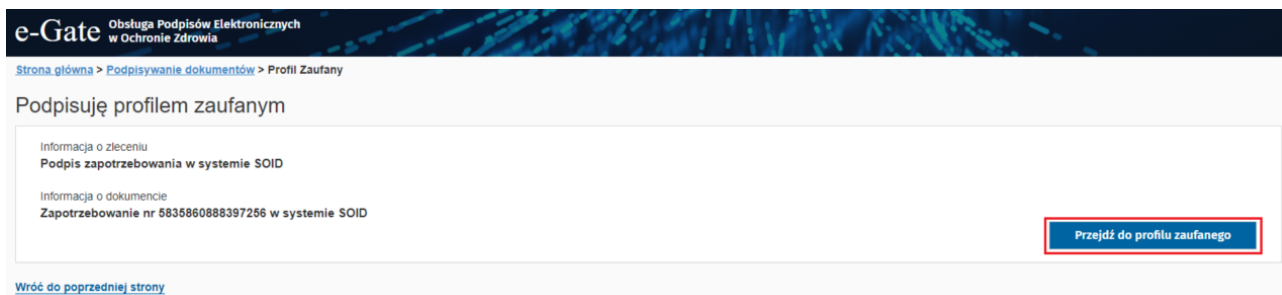 e-Gate Obsługa Podpisów Elektronicznych
w Ochronie Zdrowia
Strona główna > Podpisywanie dokumentów > Profil Zaufany
Podpisuję profilem zaufanym
Informacja o zleceniu
Podpis zapotrzebowania w systemie SOID
Informacja o dokumencie
Zapotrzebowanie nr 5835860888397256 w systemie SOID
Przejdź do profilu zaufanego
Wróć do poprzedniej strony